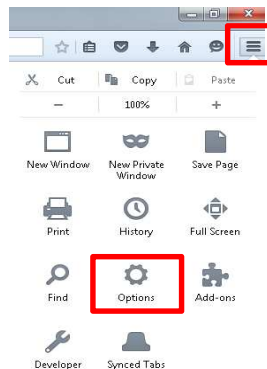 Cut Copy Paste
− 100% +
New Window New Private Window Save Page
Print History Full Screen
Find Options Add-ons
Developer Synced Tabs